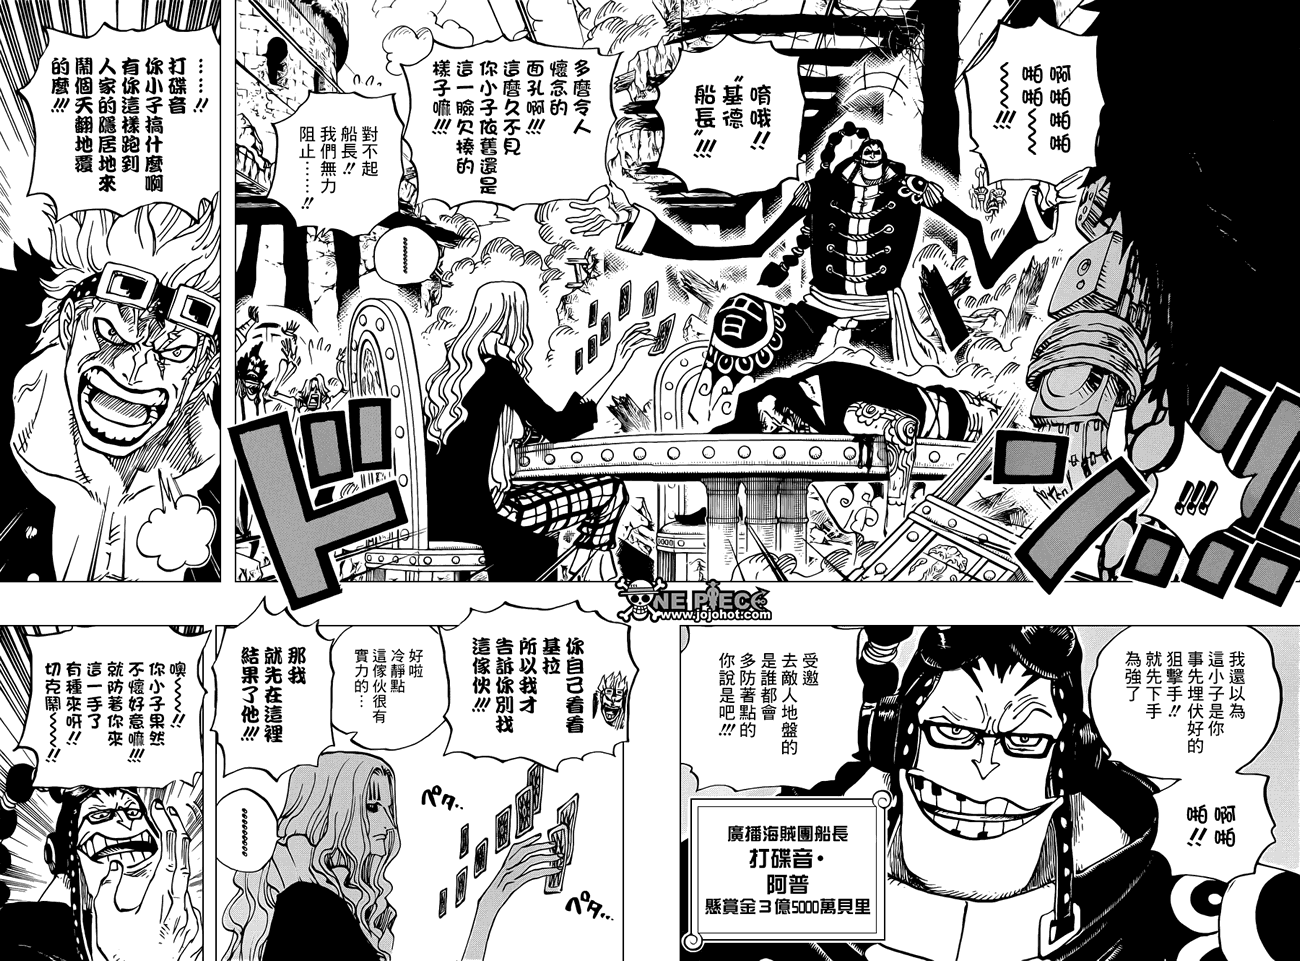 啊
啪啪啪啪
啪啪啪
~~!!!
唷哦!!
“基德
船長”!!!
多麼令人
懷念的
面孔啊!!!
這麼久不見
你小子依舊還是
這一臉欠揍的
樣子嘛!!!
對不起
船長!!
我們無力
阻止……!!
………………
……!!
打碟音
你小子搞什麼啊
有你這樣跑到
人家的隱居地來
鬧個天翻地覆
的麼!!!
!!!
ドドン!!
ONE PIECE
www.jojohot.com
我還以為
這小子是你
事先埋伏好的
狙擊手!!
就先下手
為強了
啊啪
啪!!
受邀
去敵人地盤的
是誰都會
多防著點的
你說是吧!!!
廣播海賊團船長
打碟音·
阿普
懸賞金3億5000萬貝里
你自己看看
基拉
所以我才
告訴你別找
這傢伙!!!
好啦
冷靜點
這傢伙很有
實力的…
那我
就先在這裡
結果了他!!!
ペタ‥
ペタ…
………………
噢~~~!!
你小子果然
不懷好意嘛!!!
就防著你來
這一手了
有種來呀!!!
切克鬧~~!!